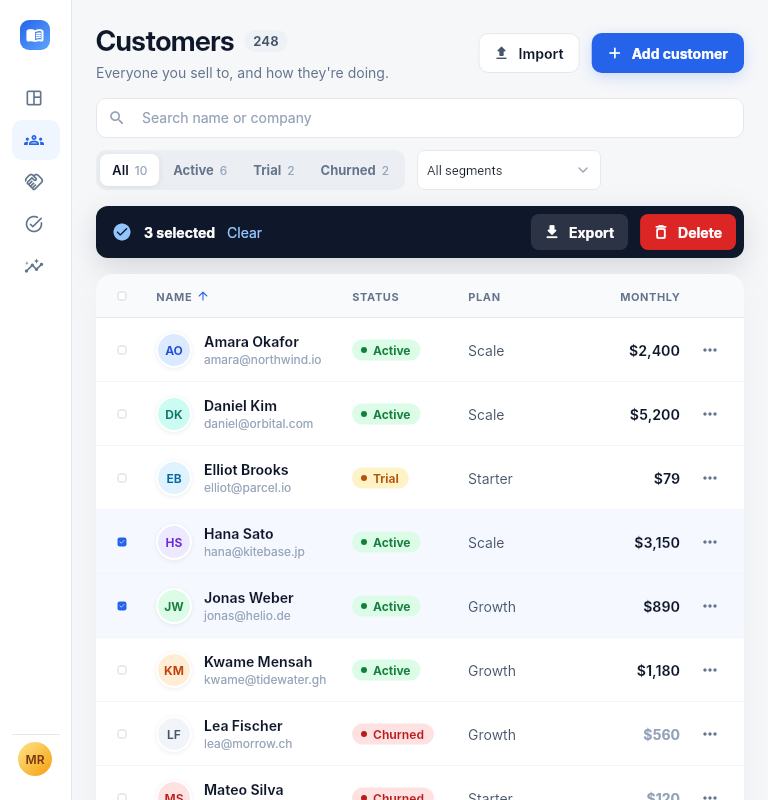 Customers 248
Everyone you sell to, and how they're doing.
Import
Add customer
Search name or company
All 10 Active 6 Trial 2 Churned 2
All segments
3 selected Clear
Export
Delete
NAME STATUS PLAN MONTHLY
AO Amara Okafor Active Scale $2,400
amara@northwind.io
DK Daniel Kim Active Scale $5,200
daniel@orbital.com
EB Elliot Brooks Trial Starter $79
elliot@parcel.io
HS Hana Sato Active Scale $3,150
hana@kitebase.jp
JW Jonas Weber Active Growth $890
jonas@helio.de
KM Kwame Mensah Active Growth $1,180
kwame@tidewater.gh
LF Lea Fischer Churned Growth $560
lea@morrow.ch
MS Mateo Silva Churned Starter $120
MR